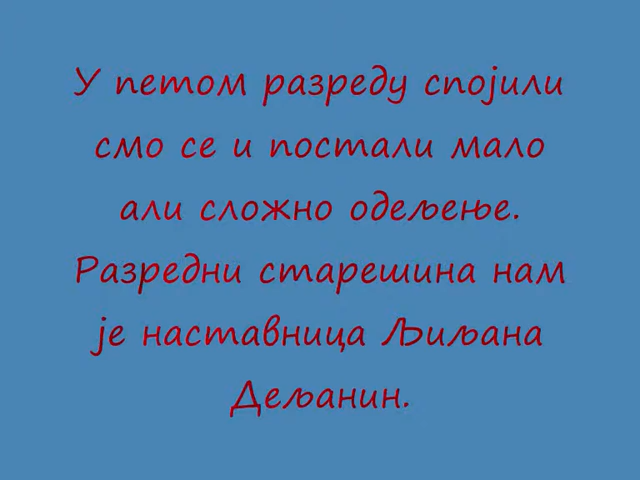 У петом разреду спојили
смо се и постали мало
али сложно одељење.
Разредни старешина нам
је наставница Љиљана
Дељанин.